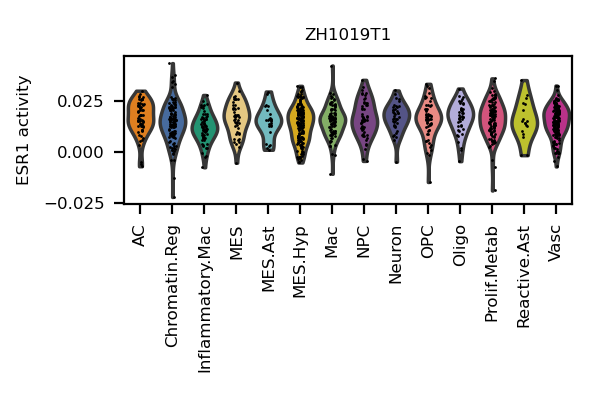 ZH1019T1
ESR1 activity
0.025
0.000
−0.025
AC
Chromatin.Reg
Inflammatory.Mac
MES
MES.Ast
MES.Hyp
Mac
NPC
Neuron
OPC
Oligo
Prolif.Metab
Reactive.Ast
Vasc